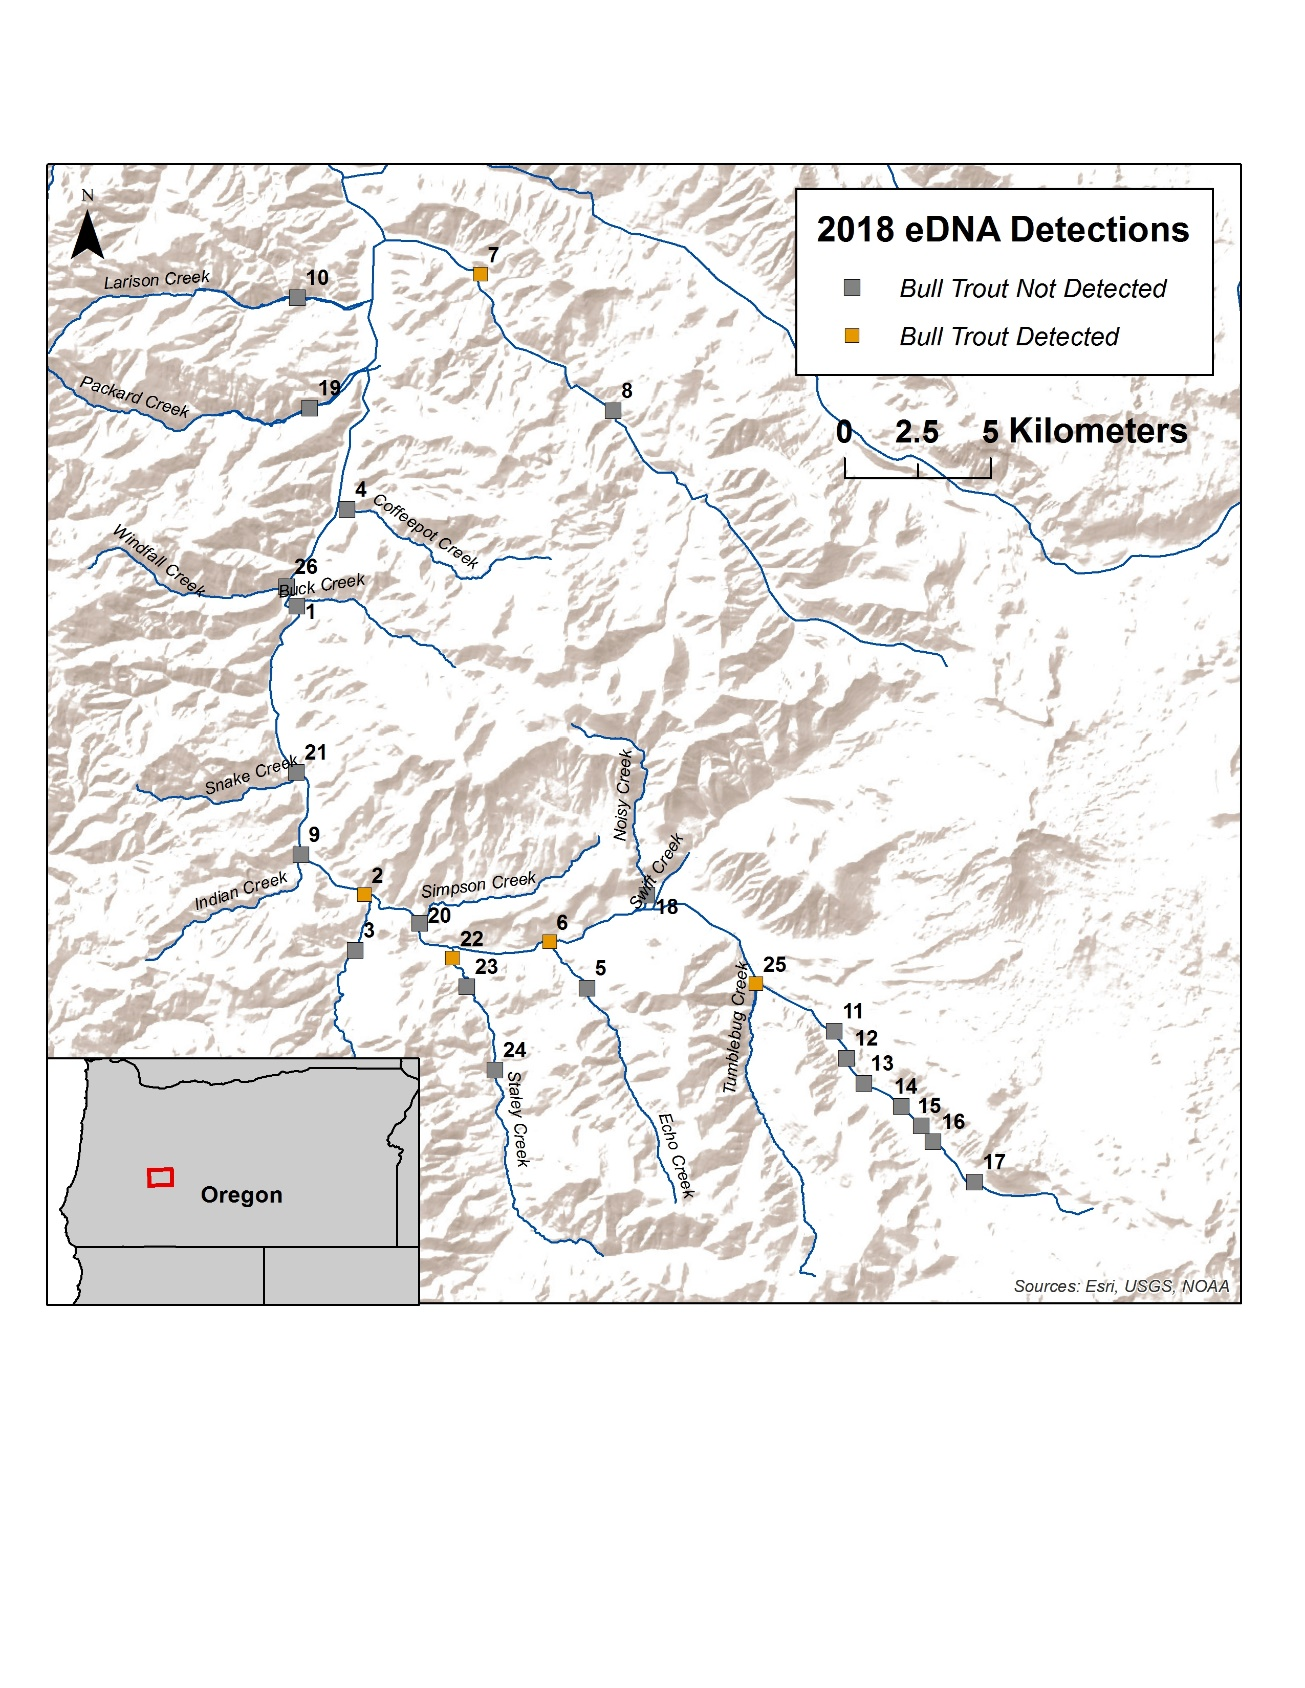 N
2018 eDNA Detections
Bull Trout Not Detected
Bull Trout Detected
0 2.5 5 Kilometers
7
Larison Creek
10
8
Packard Creek
19
4
Coffeepot Creek
Windfall Creek
26
Buck Creek
1
21
Snake Creek
Noisy Creek
9
Swift Creek
2
Simpson Creek
Indian Creek
18
20
3
22
6
23
5
25
Tumblebug Creek
11
12
13
24
Staley Creek
14
15
16
Echo Creek
17
Oregon
Sources: Esri, USGS, NOAA